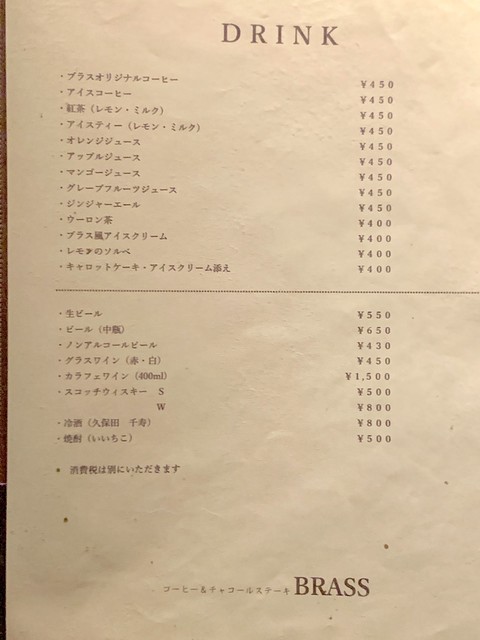 DRINK
・ブラスオリジナルコーヒー ¥450
・アイスコーヒー ¥450
・紅茶（レモン・ミルク） ¥450
・アイスティー（レモン・ミルク） ¥450
・オレンジジュース ¥450
・アップルジュース ¥450
・マンゴージュース ¥450
・グレープフルーツジュース ¥450
・ジンジャーエール ¥450
・ウーロン茶 ¥400
・ブラス風アイスクリーム ¥400
・レモンのソルベ ¥400
・キャロットケーキ・アイスクリーム添え ¥400
・生ビール ¥550
・ビール（中瓶） ¥650
・ノンアルコールビール ¥430
・グラスワイン（赤・白） ¥450
・カラフェワイン（400ml） ¥1,500
・スコッチウィスキー S ¥500
W ¥800
・冷酒（久保田 千寿） ¥800
・焼酎（いいちこ） ¥500
● 消費税は別にいただきます
コーヒー＆チャコールステーキ BRASS